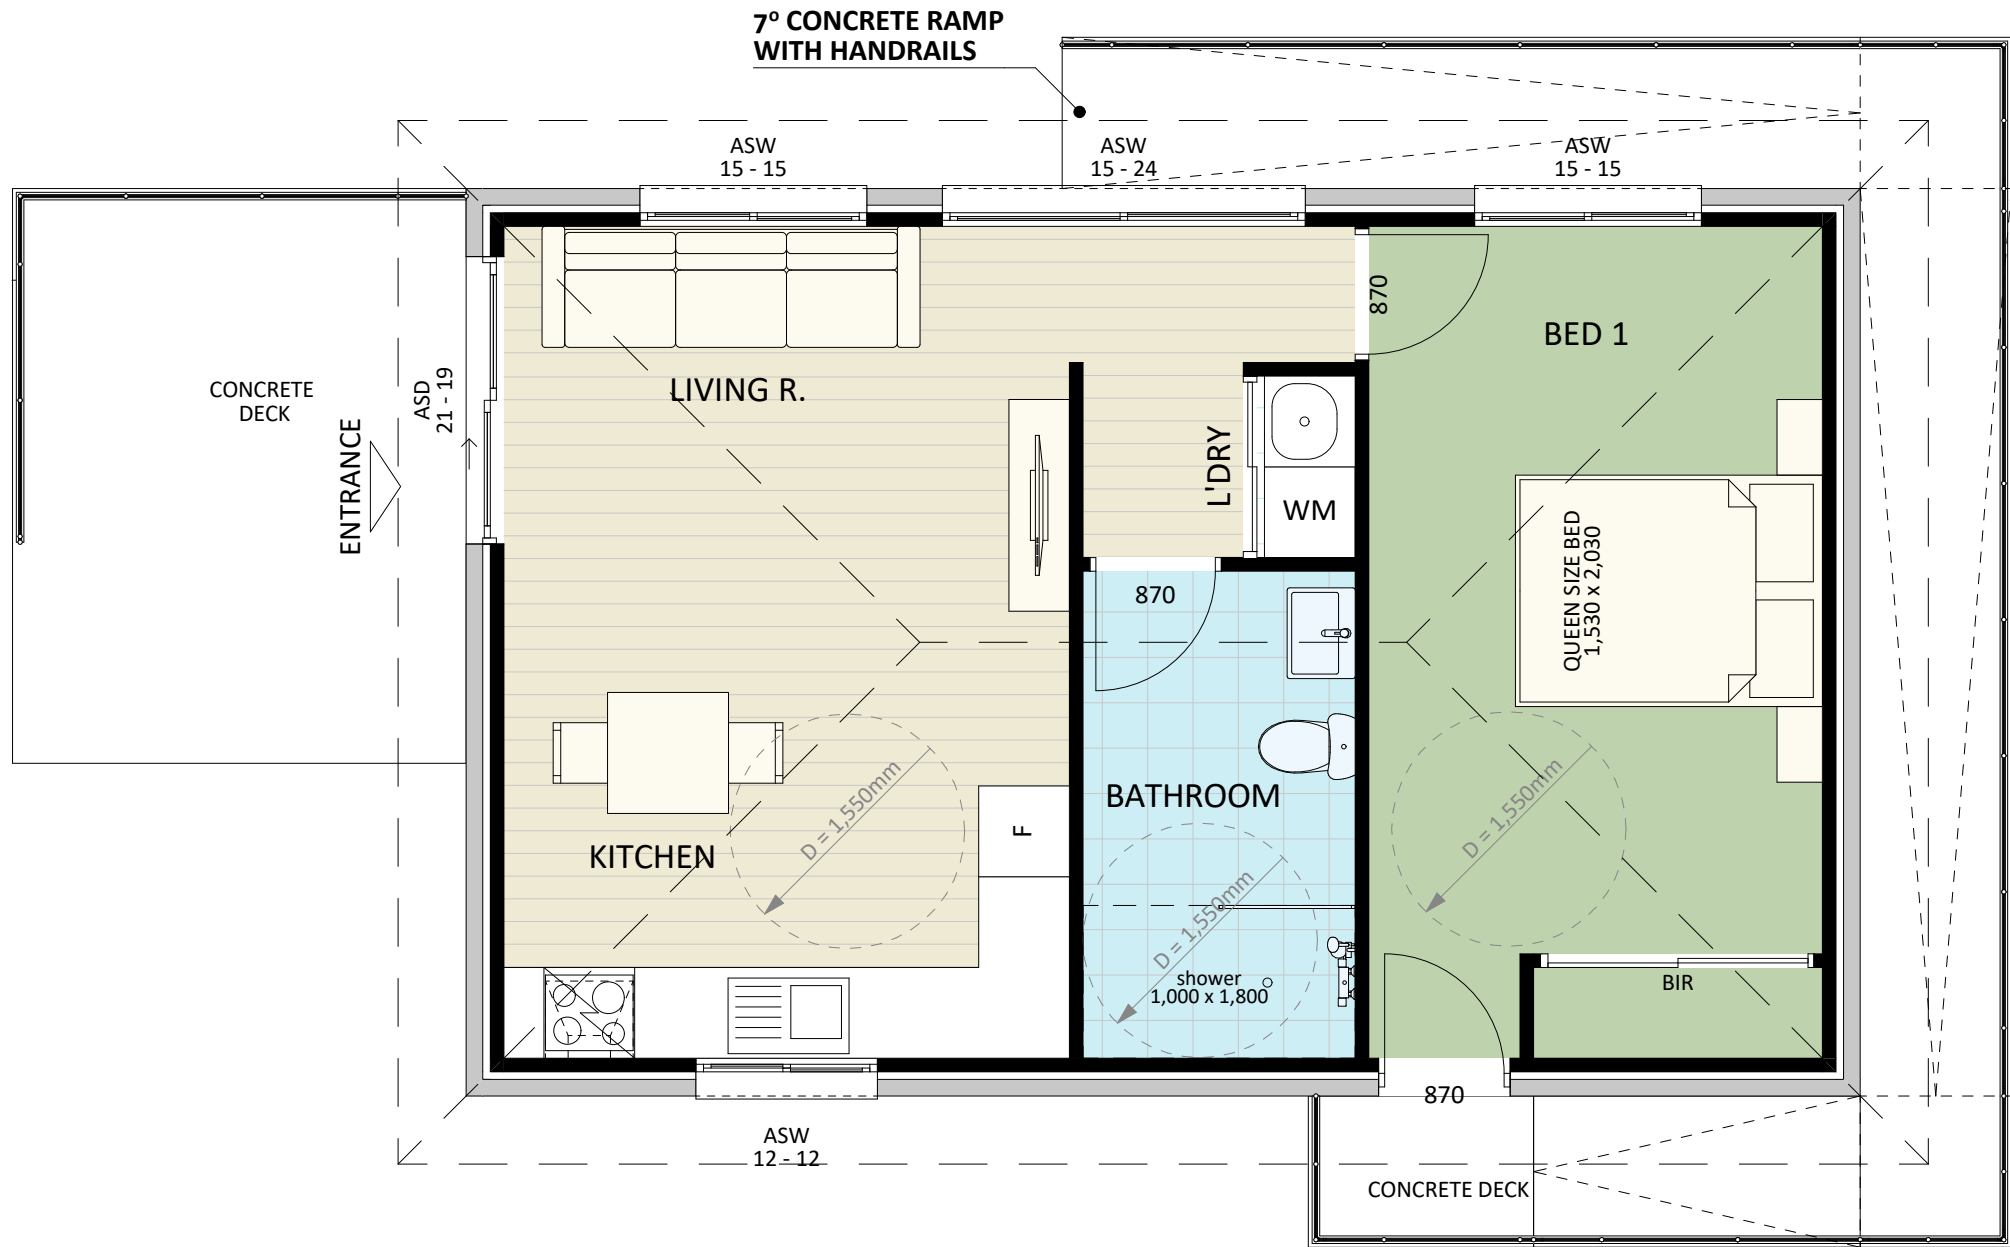 7º CONCRETE RAMP
WITH HANDRAILS
ASW
15 - 15
ASW
15 - 24
ASW
15 - 15
CONCRETE
DECK
ENTRANCE
ASD
21 - 19
LIVING R.
870
BED 1
L'DRY
WM
QUEEN SIZE BED
1,530 x 2,030
870
KITCHEN
D = 1,550mm
F
BATHROOM
D = 1,550mm
shower
1,000 x 1,800
D = 1,550mm
BIR
870
ASW
12 - 12
CONCRETE DECK